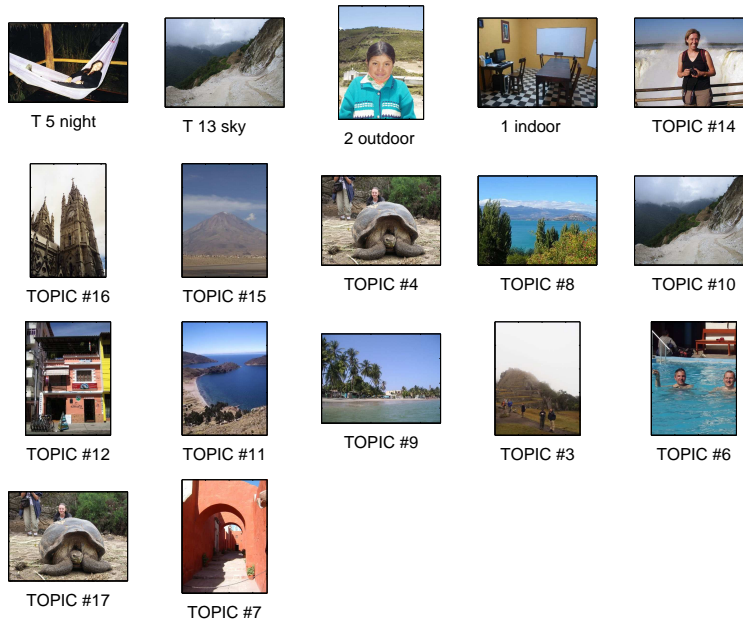 T 5 night
T 13 sky
2 outdoor
1 indoor
TOPIC #14
TOPIC #16
TOPIC #15
TOPIC #4
TOPIC #8
TOPIC #10
TOPIC #12
TOPIC #11
TOPIC #9
TOPIC #3
TOPIC #6
TOPIC #17
TOPIC #7